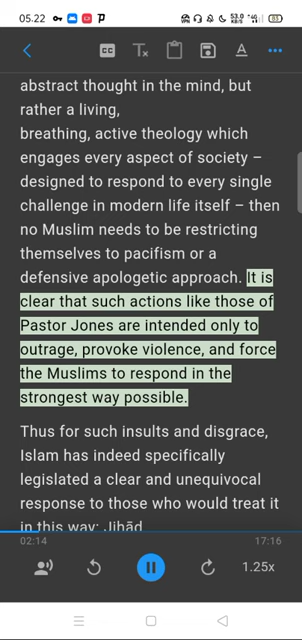 05.22
53.0
KB/S
4G
CC
A
abstract thought in the mind, but
rather a living,
breathing, active theology which
engages every aspect of society –
designed to respond to every single
challenge in modern life itself – then
no Muslim needs to be restricting
themselves to pacifism or a
defensive apologetic approach. It is
clear that such actions like those of
Pastor Jones are intended only to
outrage, provoke violence, and force
the Muslims to respond in the
strongest way possible.
Thus for such insults and disgrace,
Islam has indeed specifically
legislated a clear and unequivocal
response to those who would treat it
in this way: Jihād
02:14
17:16
1.25x